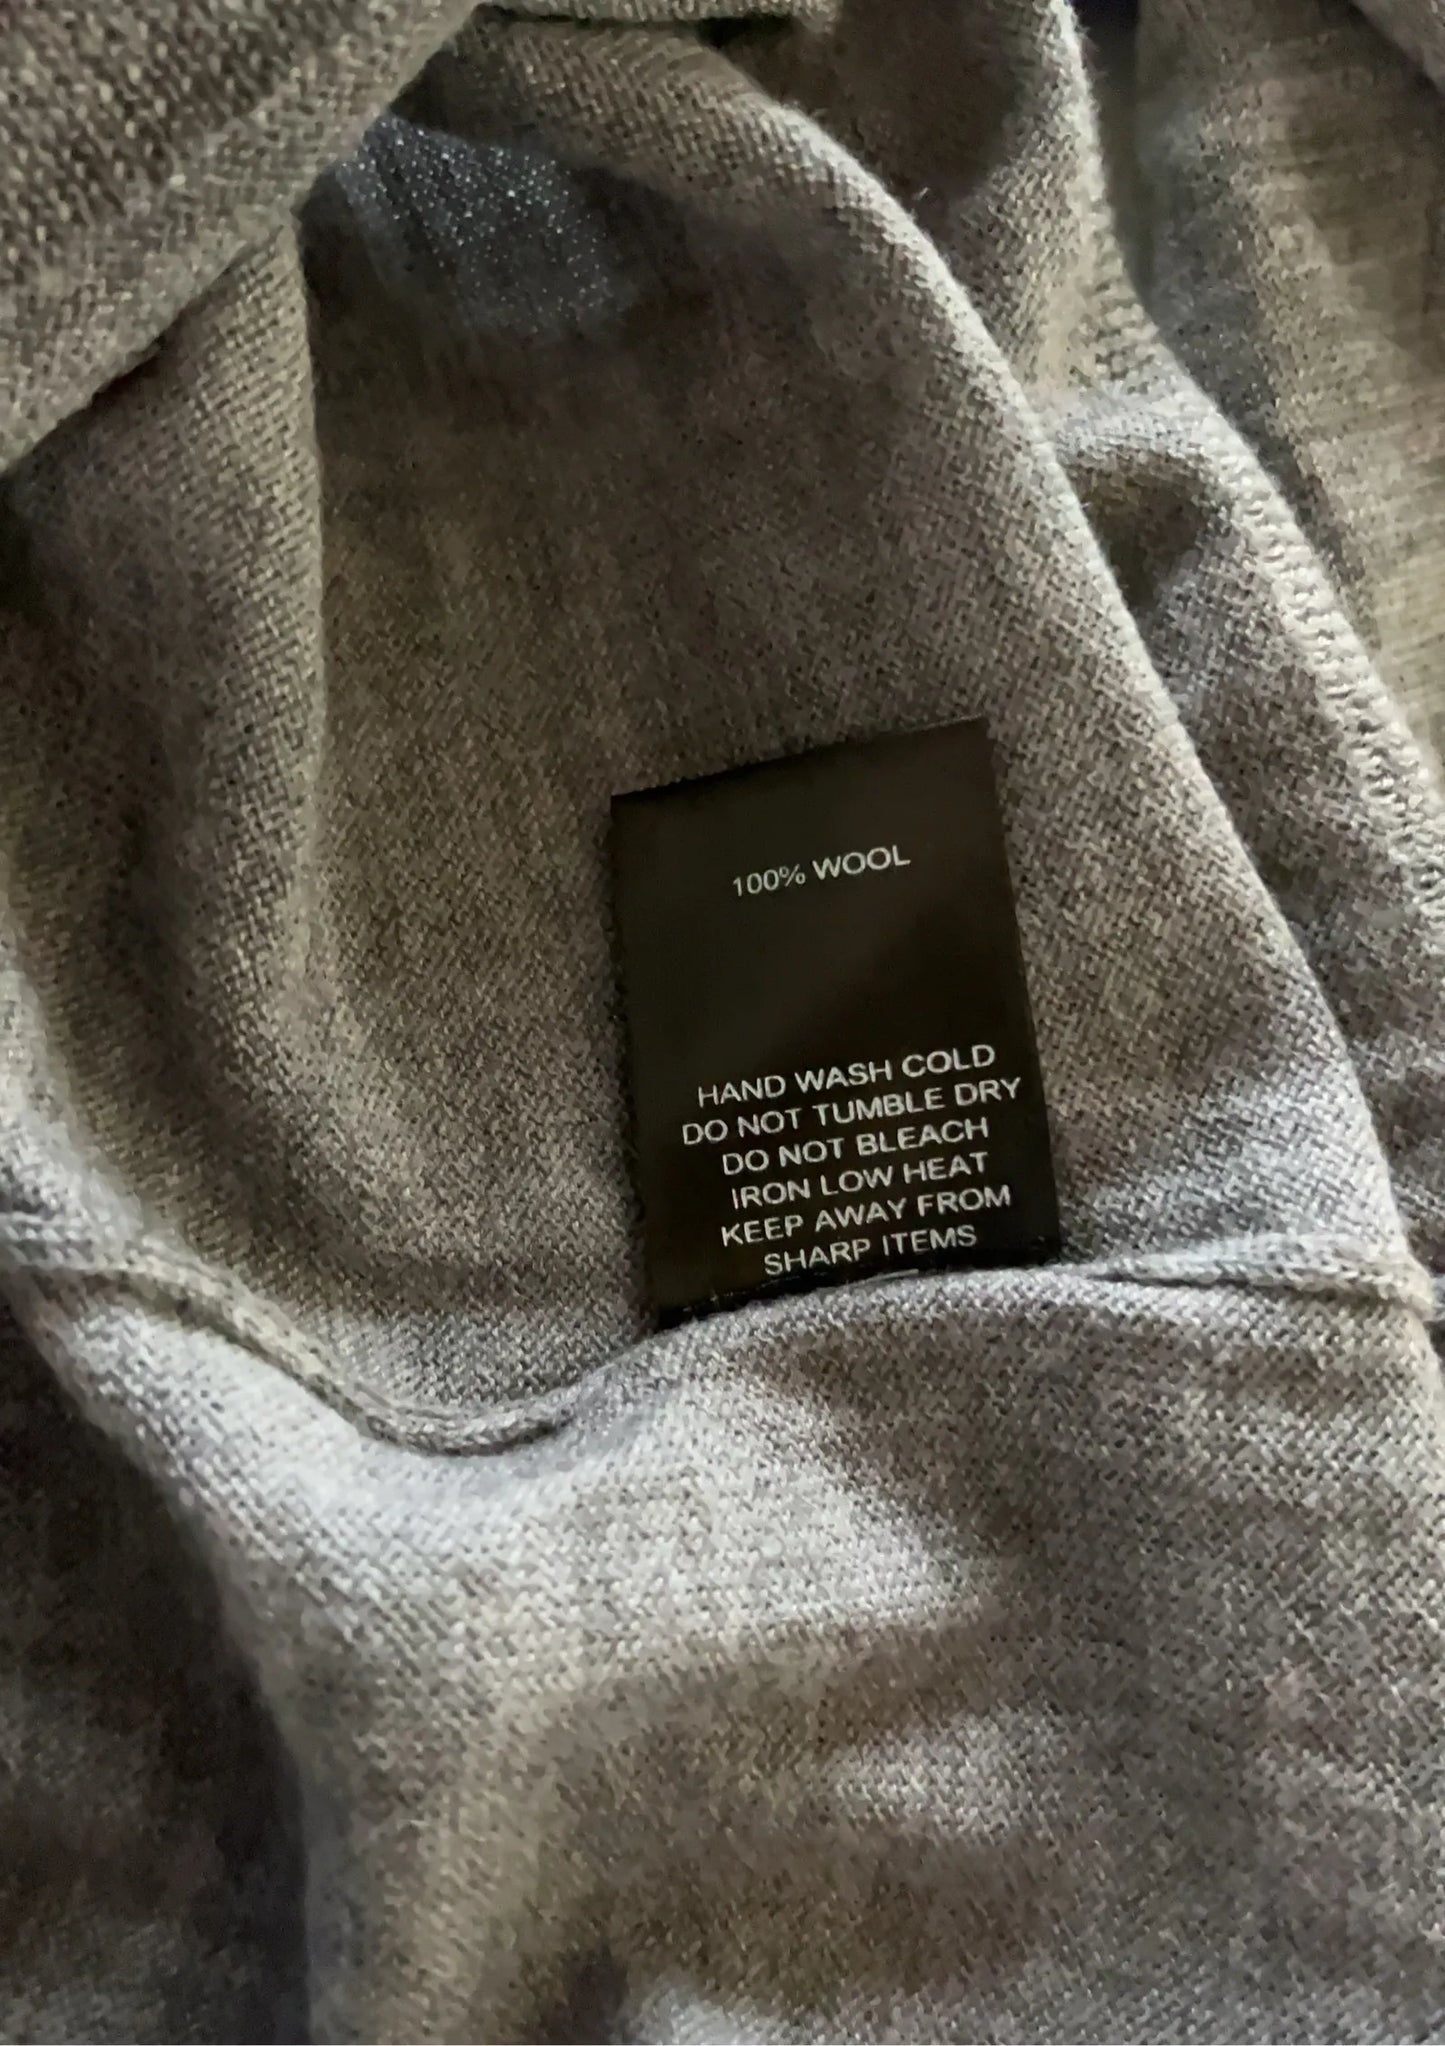 100% WOOL
HAND WASH COLD
DO NOT TUMBLE DRY
DO NOT BLEACH
IRON LOW HEAT
KEEP AWAY FROM
SHARP ITEMS